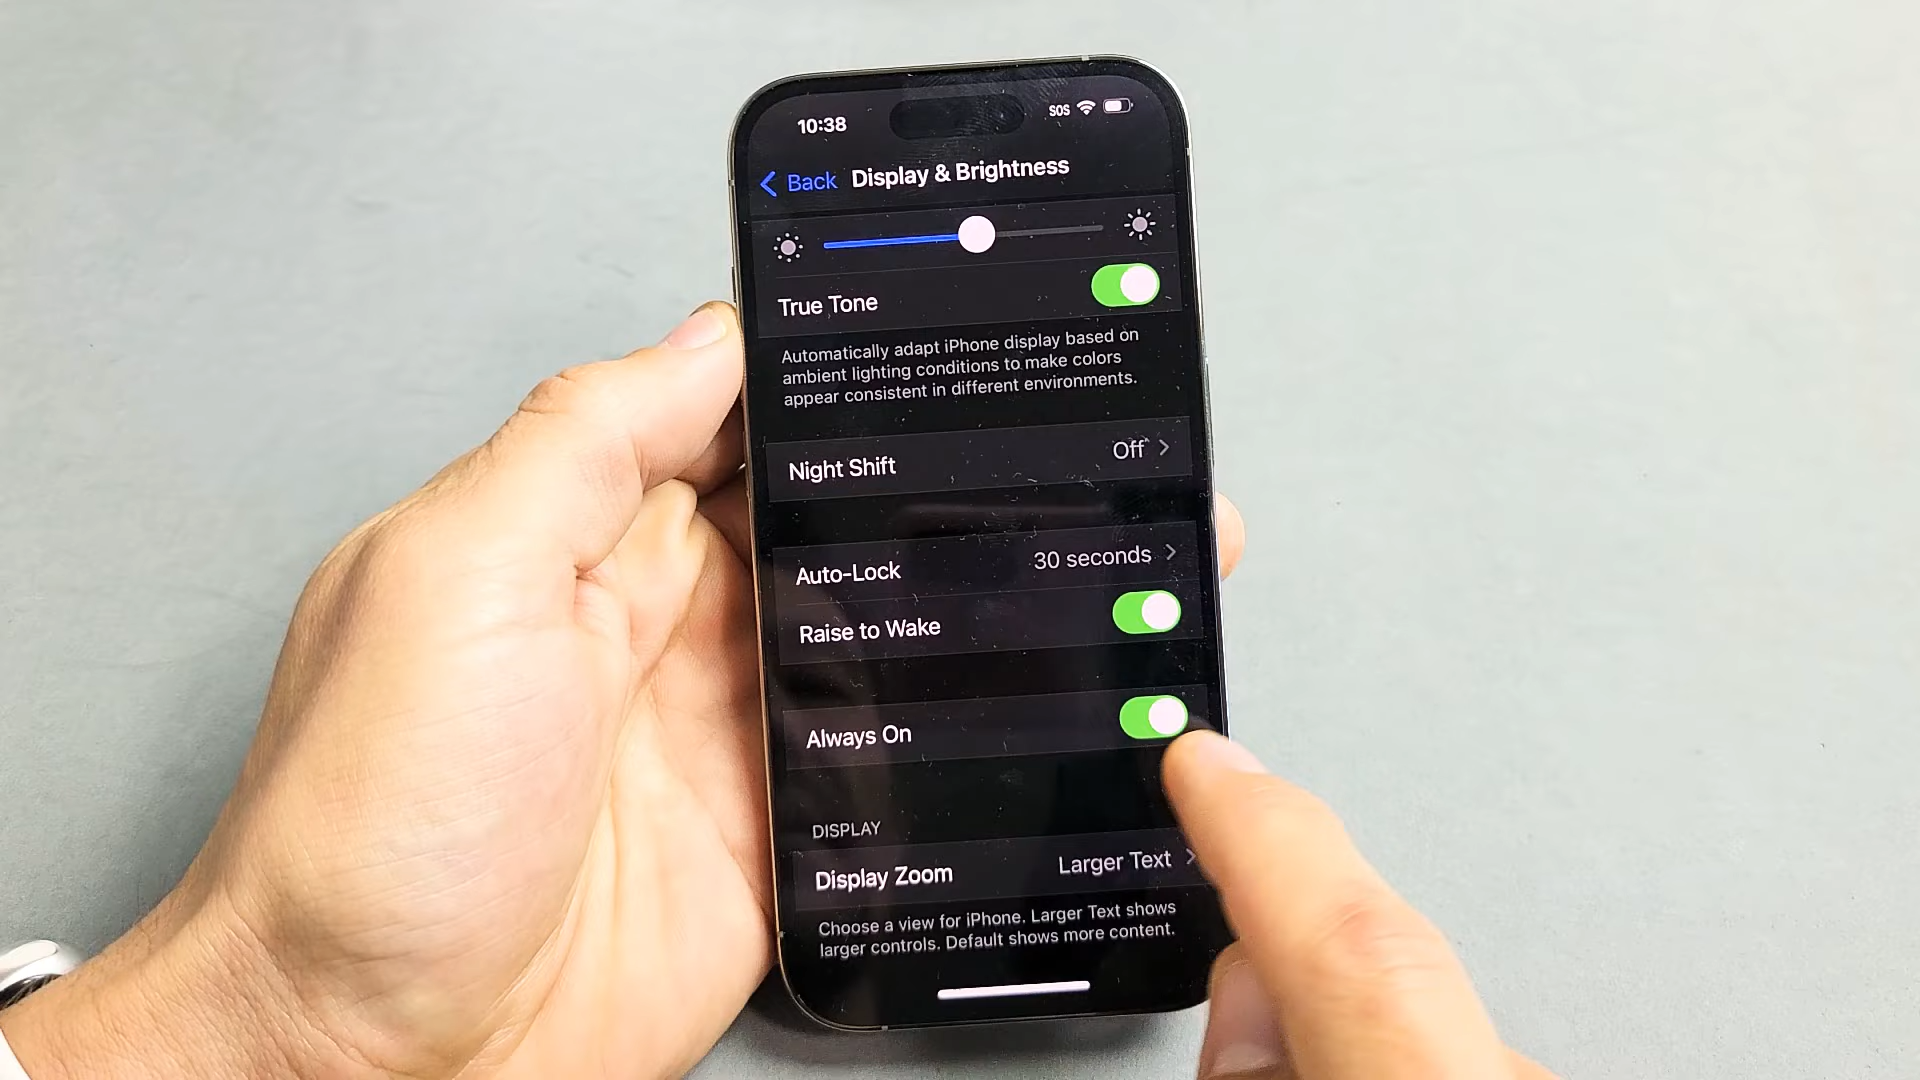 10:38
SOS
Back
Display & Brightness
True Tone
Automatically adapt iPhone display based on
ambient lighting conditions to make colors
appear consistent in different environments.
Night Shift
Off
Auto-Lock
30 seconds
Raise to Wake
Always On
DISPLAY
Display Zoom
Larger Text
Choose a view for iPhone. Larger Text shows
larger controls. Default shows more content.